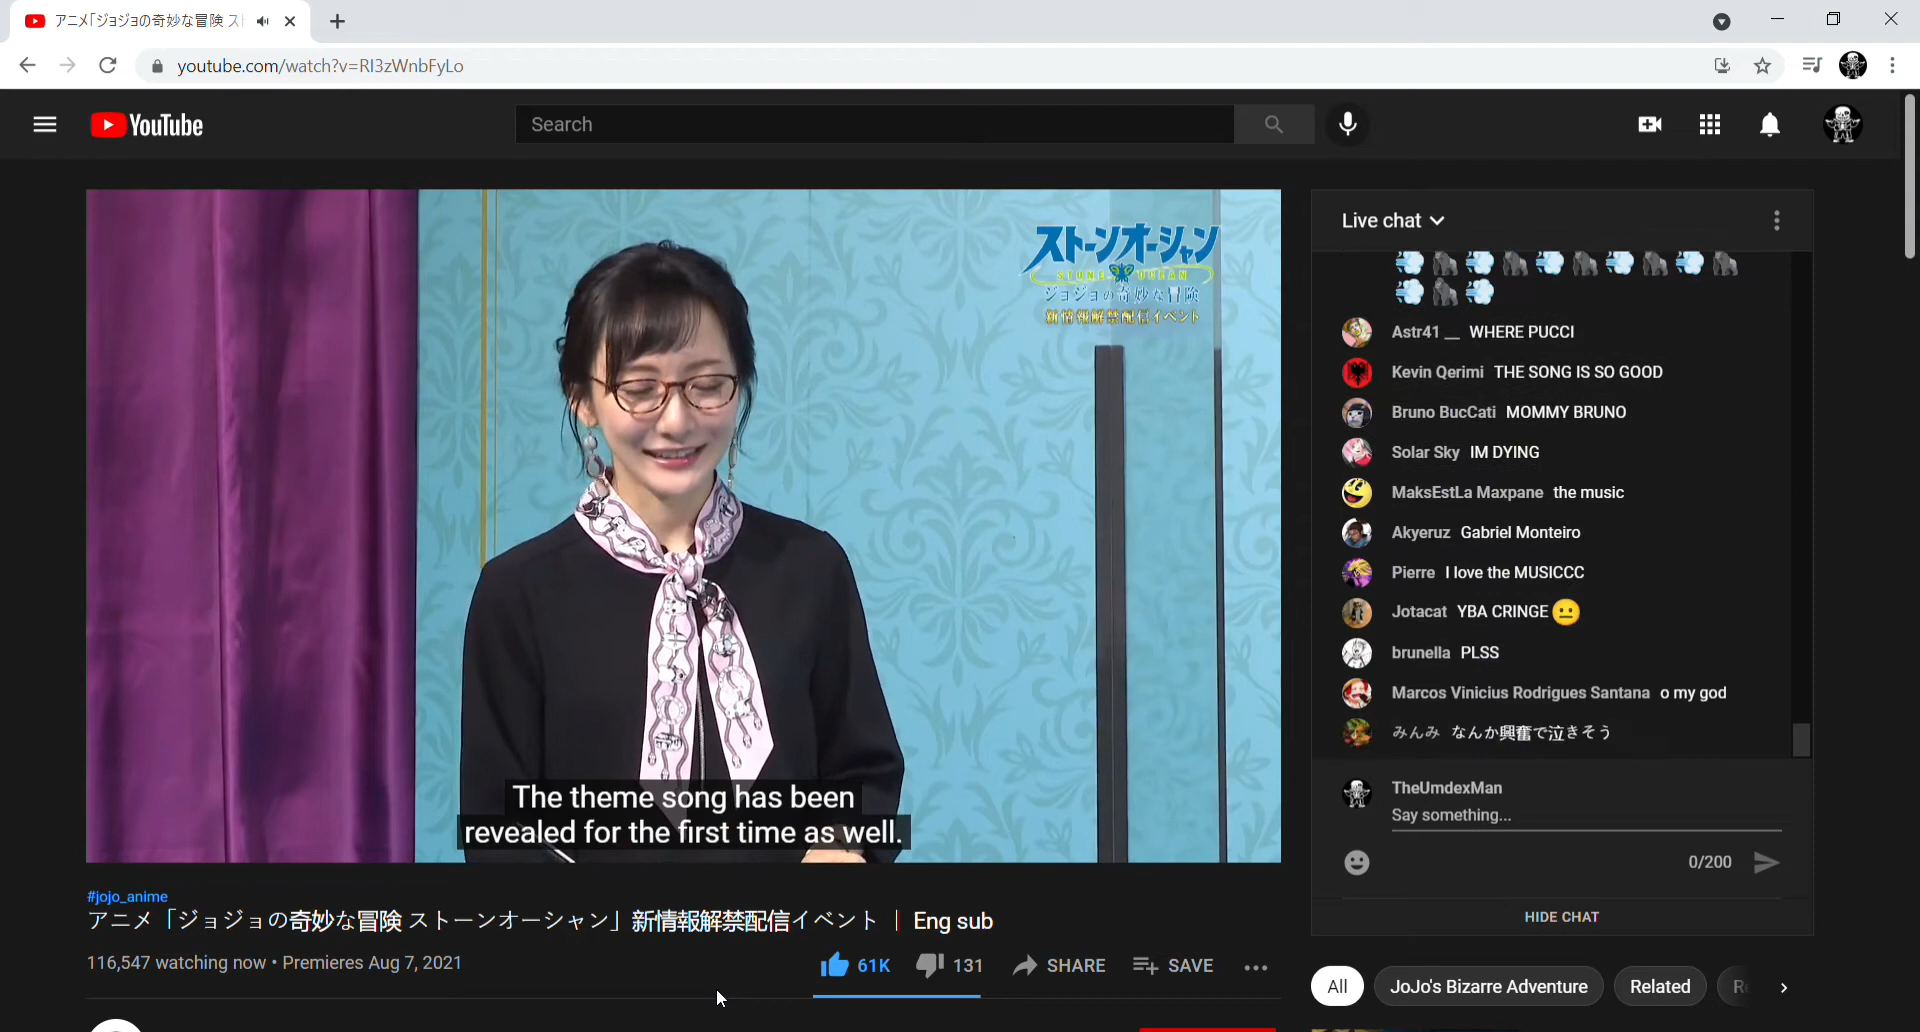 アニメ「ジョジョの奇妙な冒険 ス
youtube.com/watch?v=RI3zWnbFyLo
YouTube
Search
ストーンオーシャン
STONE OCEAN
ジョジョの奇妙な冒険
新情報解禁配信イベント
The theme song has been
revealed for the first time as well.
#jojo_anime
アニメ「ジョジョの奇妙な冒険 ストーンオーシャン」新情報解禁配信イベント ｜ Eng sub
116,547 watching now • Premieres Aug 7, 2021
61K 131 SHARE SAVE
Live chat
Astr41 __ WHERE PUCCI
Kevin Qerimi THE SONG IS SO GOOD
Bruno BucCati MOMMY BRUNO
Solar Sky IM DYING
MaksEstLa Maxpane the music
Akyeruz Gabriel Monteiro
Pierre I love the MUSICCC
Jotacat YBA CRINGE
brunella PLSS
Marcos Vinicius Rodrigues Santana o my god
みんみ なんか興奮で泣きそう
TheUmdexMan
Say something...
0/200
HIDE CHAT
All JoJo's Bizarre Adventure Related